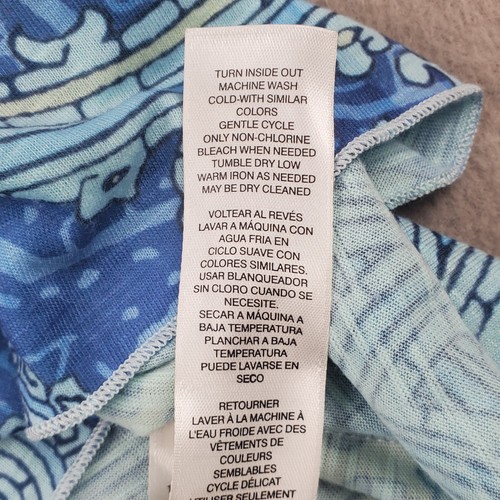 TURN INSIDE OUT
MACHINE WASH
COLD-WITH SIMILAR
COLORS
GENTLE CYCLE
ONLY NON-CHLORINE
BLEACH WHEN NEEDED
TUMBLE DRY LOW
WARM IRON AS NEEDED
MAY BE DRY CLEANED
VOLTEAR AL REVÉS
LAVAR A MÁQUINA CON
AGUA FRIA EN
CICLO SUAVE CON
COLORES SIMILARES.
USAR BLANQUEADOR
SIN CLORO CUANDO SE
NECESITE.
SECAR A MÁQUINA A
BAJA TEMPERATURA
PLANCHAR A BAJA
TEMPERATURA
PUEDE LAVARSE EN
SECO
RETOURNER
LAVER À LA MACHINE À
L'EAU FROIDE AVEC DES
VÊTEMENTS DE
COULEURS
SEMBLABLES
CYCLE DÉLICAT
UTILISER SEULEMENT